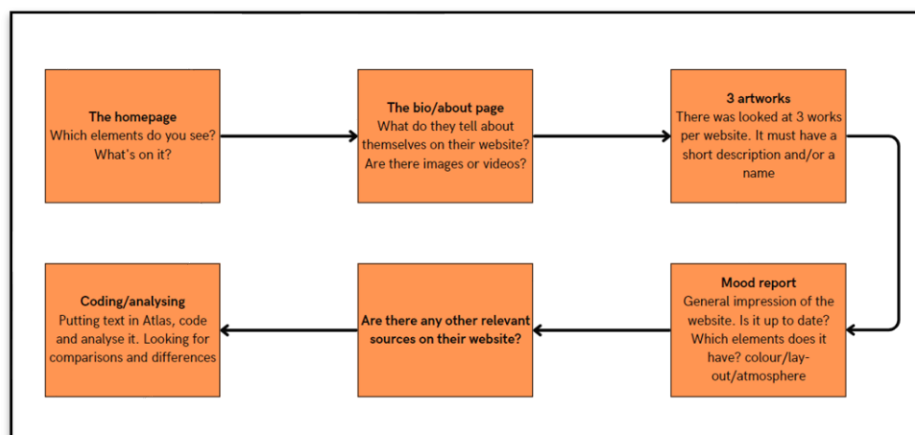 The homepage
Which elements do you see?
What's on it?
The bio/about page
What do they tell about
themselves on their website?
Are there images or videos?
3 artworks
There was looked at 3 works
per website. It must have a
short description and/or a
name
Mood report
General impression of the
website. Is it up to date?
Which elements does it
have? colour/lay-
out/atmosphere
Are there any other relevant
sources on their website?
Coding/analysing
Putting text in Atlas, code
and analyse it. Looking for
comparisons and differences